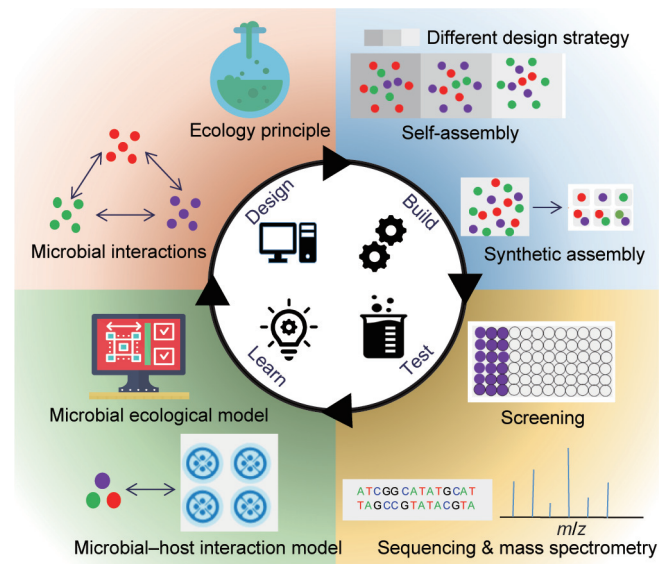 Different design strategy
Ecology principle
Self-assembly
Design
Build
Microbial interactions
Synthetic assembly
Learn
Test
Microbial ecological model
Screening
ATCGGCATATGCAT
TAGCCGTATACGTA
m/z
Microbial–host interaction model
Sequencing & mass spectrometry